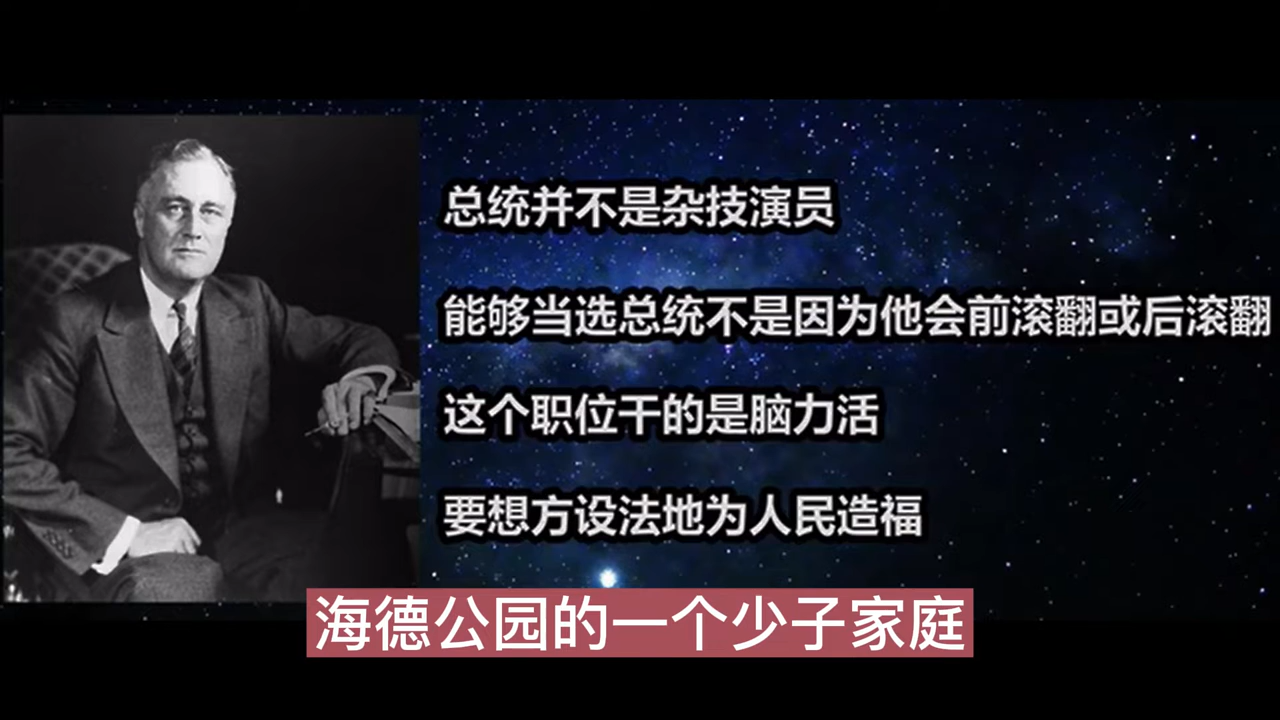 总统并不是杂技演员
能够当选总统不是因为他会前滚翻或后滚翻
这个职位干的是脑力活
要想方设法地为人民造福
海德公园的一个少子家庭